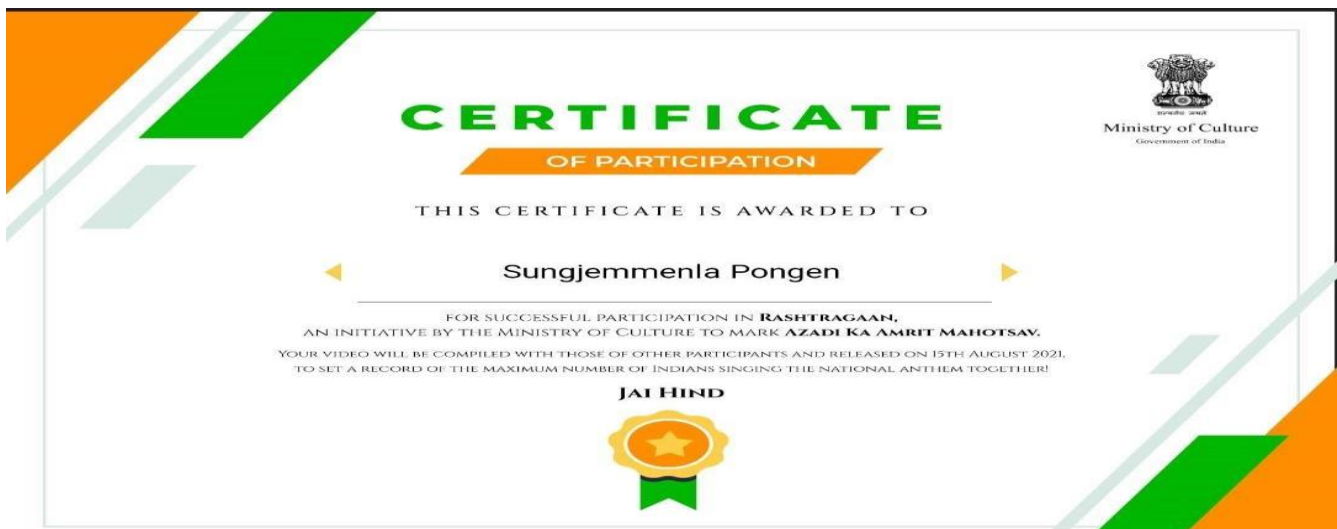 CERTIFICATE
OF PARTICIPATION
Ministry of Culture
Government of India
THIS CERTIFICATE IS AWARDED TO
Sungjemmenla Pongen
FOR SUCCESSFUL PARTICIPATION IN RASHTRAGAAN,
AN INITIATIVE BY THE MINISTRY OF CULTURE TO MARK AZADI KA AMRIT MAHOTSAV.
YOUR VIDEO WILL BE COMPILED WITH THOSE OF OTHER PARTICIPANTS AND RELEASED ON 15TH AUGUST 2021,
TO SET A RECORD OF THE MAXIMUM NUMBER OF INDIANS SINGING THE NATIONAL ANTHEM TOGETHER!
JAI HIND